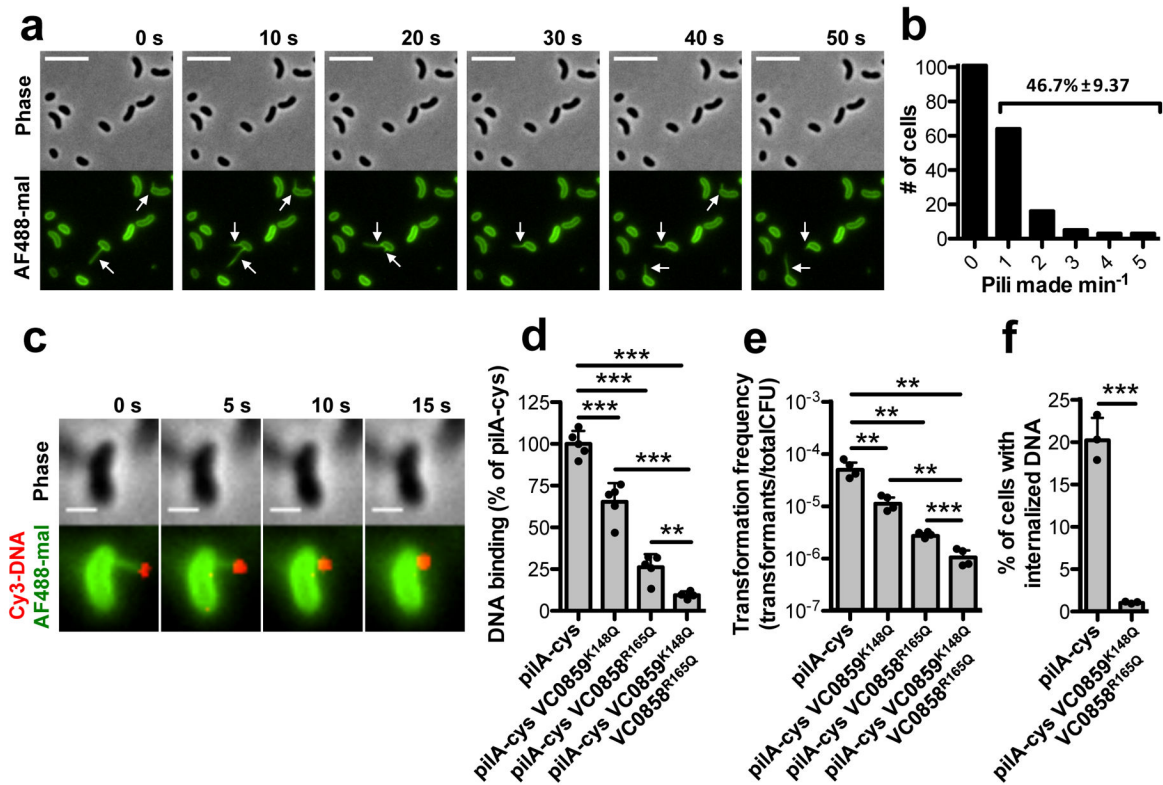 a
0 s 10 s 20 s 30 s 40 s 50 s
Phase
AF488-mal
b
100
80
60
40
20
0
# of cells
46.7% ± 9.37
0 1 2 3 4 5
Pili made min-1
c
0 s 5 s 10 s 15 s
Phase
Cy3-DNA
AF488-mal
d
DNA binding (% of pilA-cys)
125
100
75
50
25
0
***
***
***
***
**
pilA-cys
pilA-cys VC0859K148Q
pilA-cys VC0858R165Q
pilA-cys VC0859K148Q
VC0858R165Q
e
Transformation frequency
(transformants/totalCFU)
10-3
10-4
10-5
10-6
10-7
**
**
**
**
***
pilA-cys
pilA-cys VC0859K148Q
pilA-cys VC0858R165Q
pilA-cys VC0859K148Q
VC0858R165Q
f
% of cells with
internalized DNA
25
20
15
10
5
0
***
pilA-cys
pilA-cys VC0859K148Q
VC0858R165Q